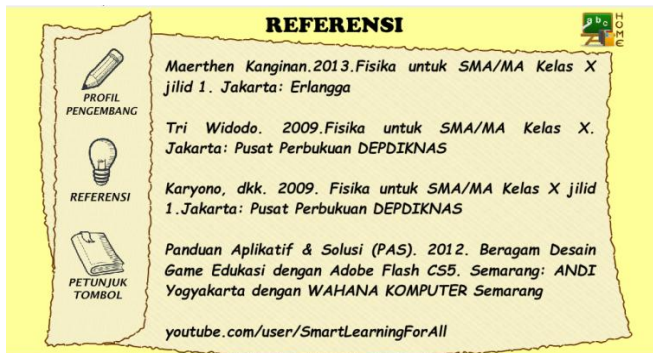 REFERENSI
HOME
PROFIL
PENGEMBANG
REFERENSI
PETUNJUK
TOMBOL
Maerthen Kanginan.2013.Fisika untuk SMA/MA Kelas X
jilid 1. Jakarta: Erlangga
Tri Widodo. 2009.Fisika untuk SMA/MA Kelas X.
Jakarta: Pusat Perbukuan DEPDIKNAS
Karyono, dkk. 2009. Fisika untuk SMA/MA Kelas X jilid
1.Jakarta: Pusat Perbukuan DEPDIKNAS
Panduan Aplikatif & Solusi (PAS). 2012. Beragam Desain
Game Edukasi dengan Adobe Flash CS5. Semarang: ANDI
Yogyakarta dengan WAHANA KOMPUTER Semarang
youtube.com/user/SmartLearningForAll